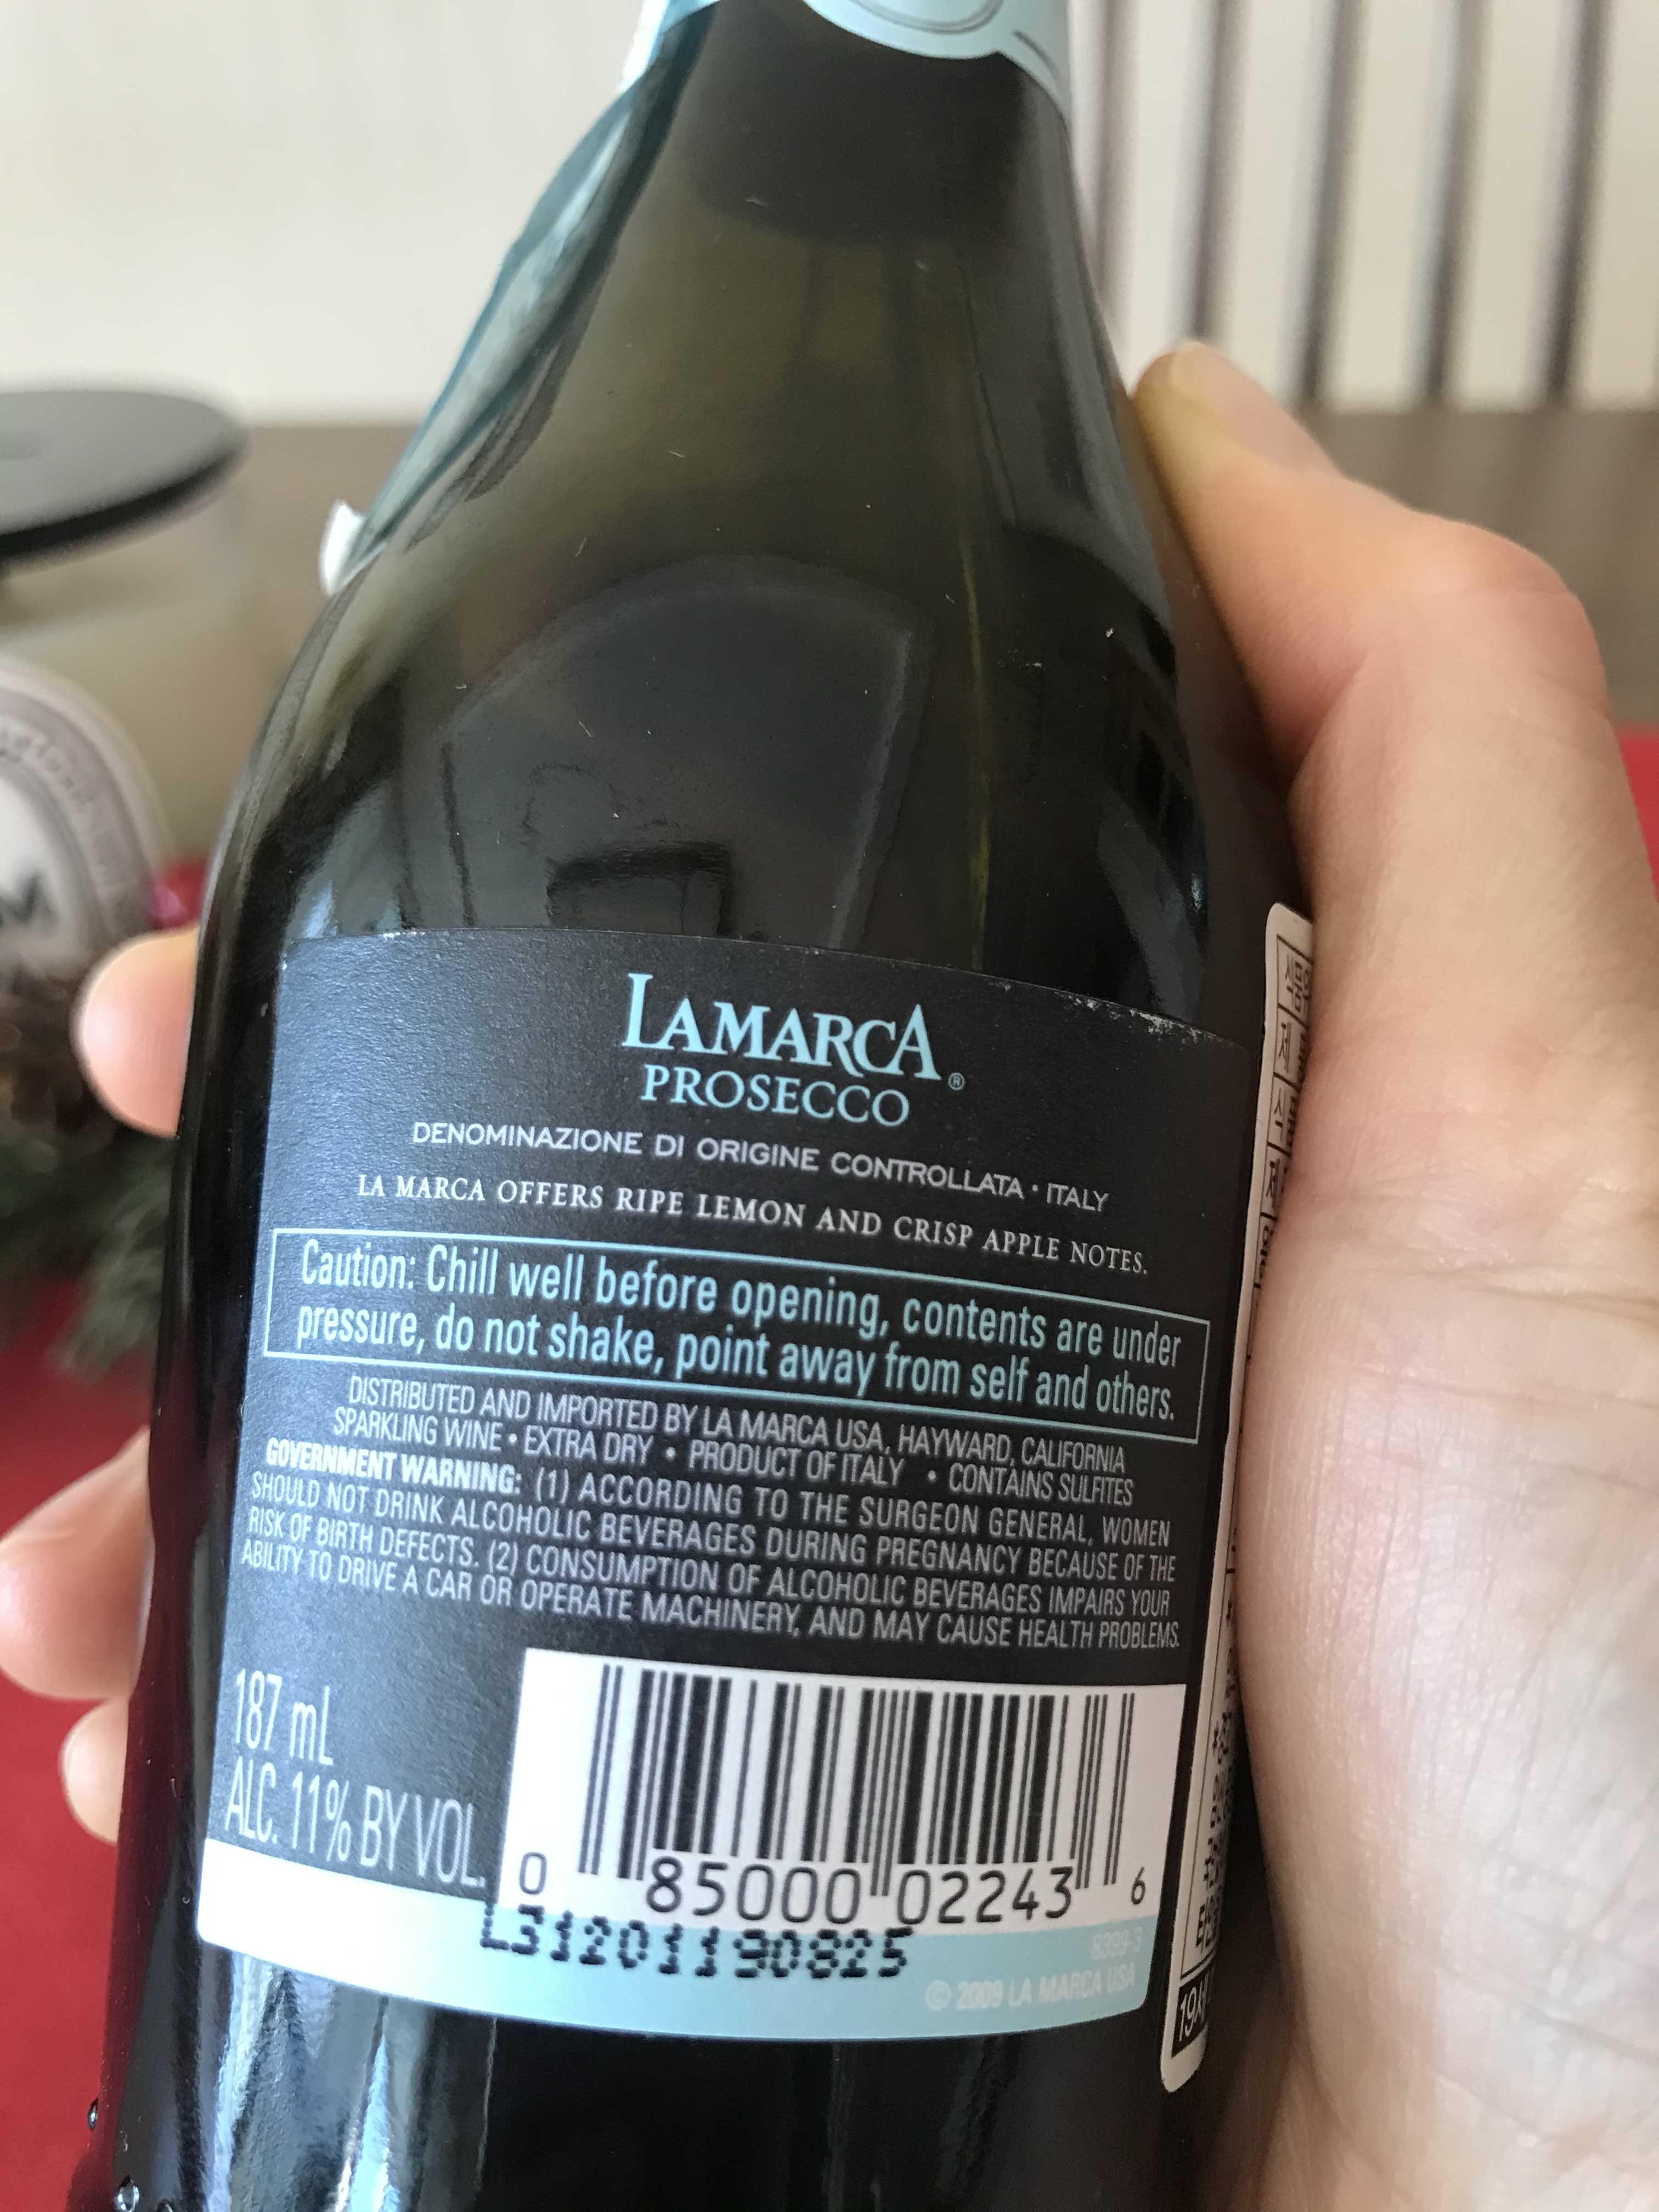 LAMARCA®
PROSECCO
DENOMINAZIONE DI ORIGINE CONTROLLATA • ITALY
LA MARCA OFFERS RIPE LEMON AND CRISP APPLE NOTES.
Caution: Chill well before opening, contents are under
pressure, do not shake, point away from self and others.
DISTRIBUTED AND IMPORTED BY LA MARCA USA, HAYWARD, CALIFORNIA
SPARKLING WINE • EXTRA DRY • PRODUCT OF ITALY • CONTAINS SULFITES
GOVERNMENT WARNING: (1) ACCORDING TO THE SURGEON GENERAL, WOMEN
SHOULD NOT DRINK ALCOHOLIC BEVERAGES DURING PREGNANCY BECAUSE OF THE
RISK OF BIRTH DEFECTS. (2) CONSUMPTION OF ALCOHOLIC BEVERAGES IMPAIRS YOUR
ABILITY TO DRIVE A CAR OR OPERATE MACHINERY, AND MAY CAUSE HEALTH PROBLEMS.
187 mL
ALC. 11% BY VOL.
0 85000 02243 6
L31201190825
8399-3
© 2009 LA MARCA USA